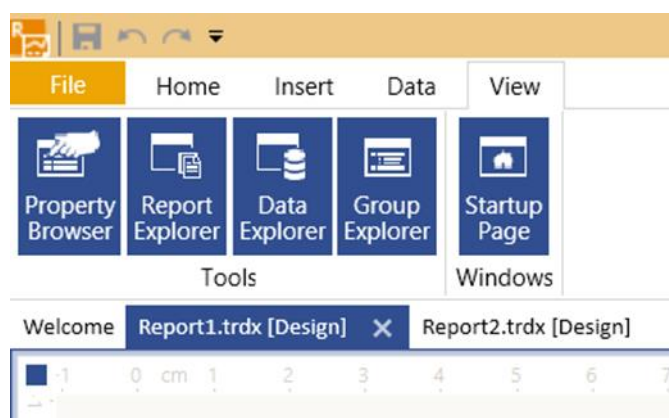 R
File Home Insert Data View
Property Browser
Report Explorer
Data Explorer
Group Explorer
Startup Page
Tools Windows
Welcome Report1.trdx [Design] Report2.trdx [Design]
-1 0 cm 1 2 3 4 5 6 7